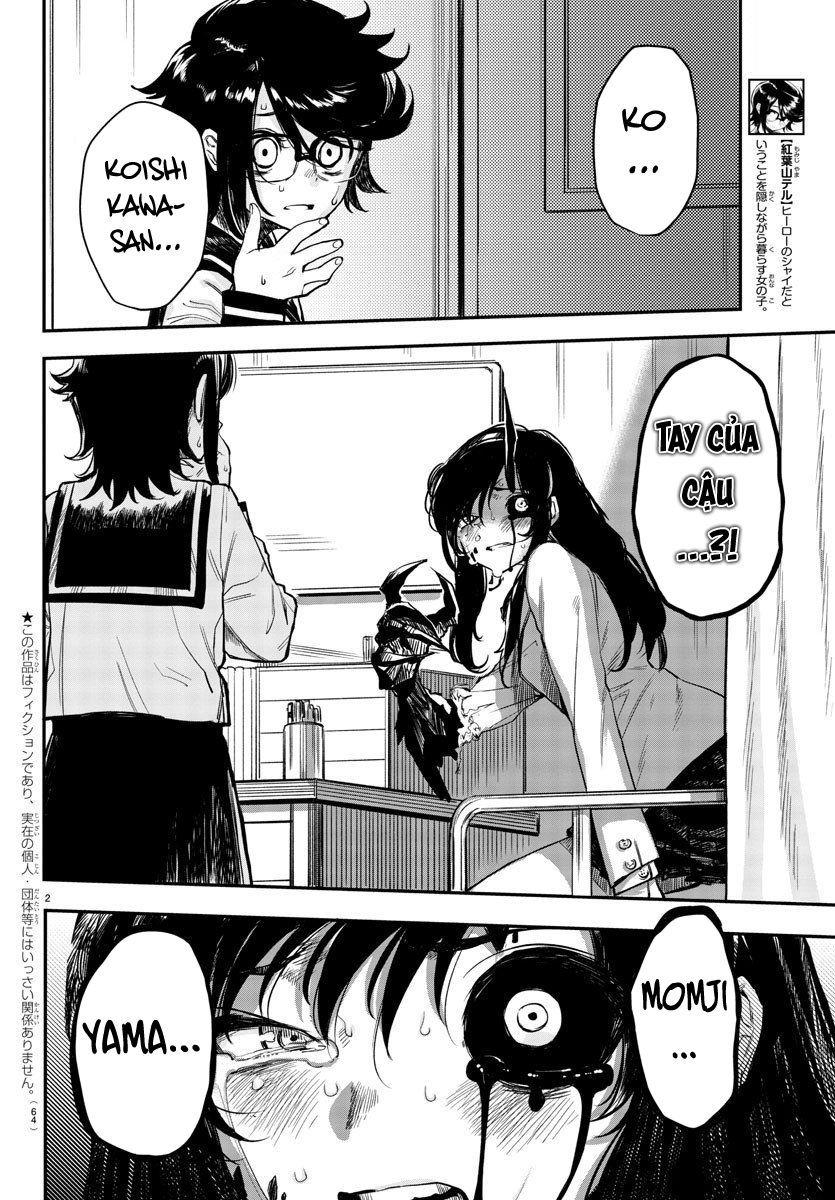 KO
...
KOISHI
KAWA-
SAN...
【紅葉山テル】ヒーローのシャイだと
いうことを隠しながら暮らす女の子。
TAY CỦA
CẬU
...?!
MOMJI
...
YAMA...
★この作品はフィクションであり、実在の個人・団体等にはいっさい関係ありません。(64)
2